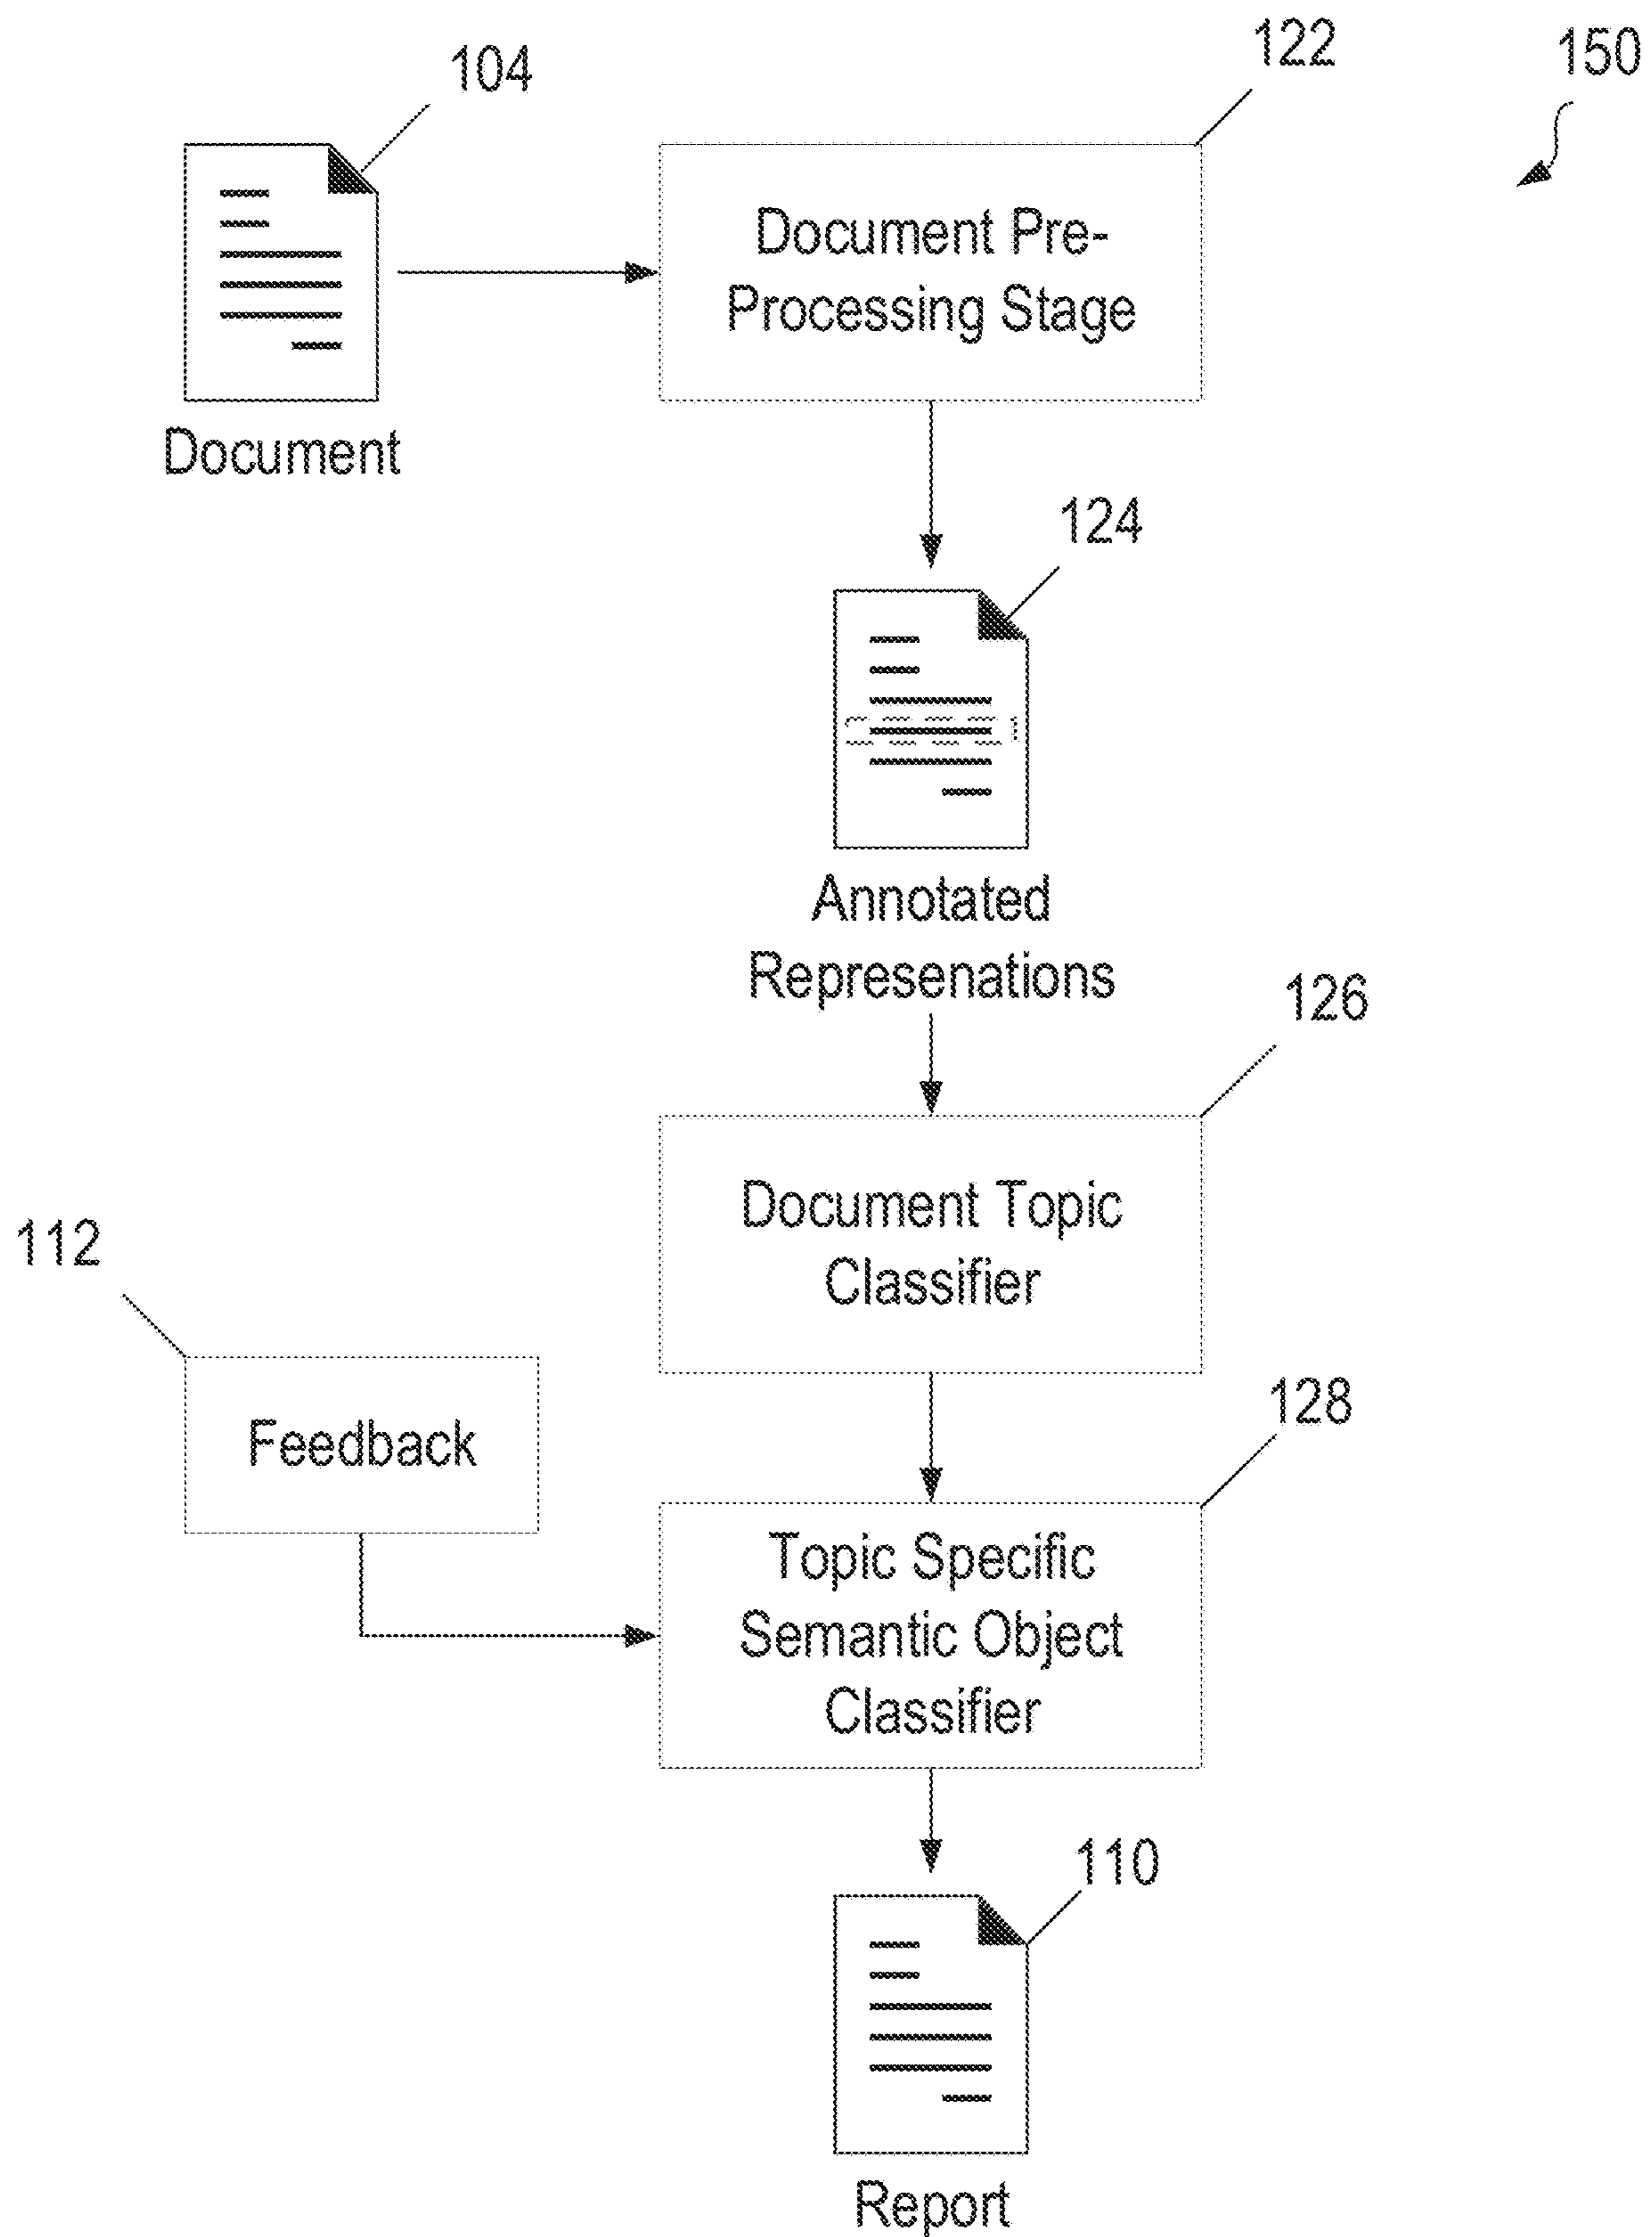 104
122
150
Document Pre-
Processing Stage
Document
124
Annotated
Represenations
126
Document Topic
Classifier
112
Feedback
128
Topic Specific
Semantic Object
Classifier
110
Report